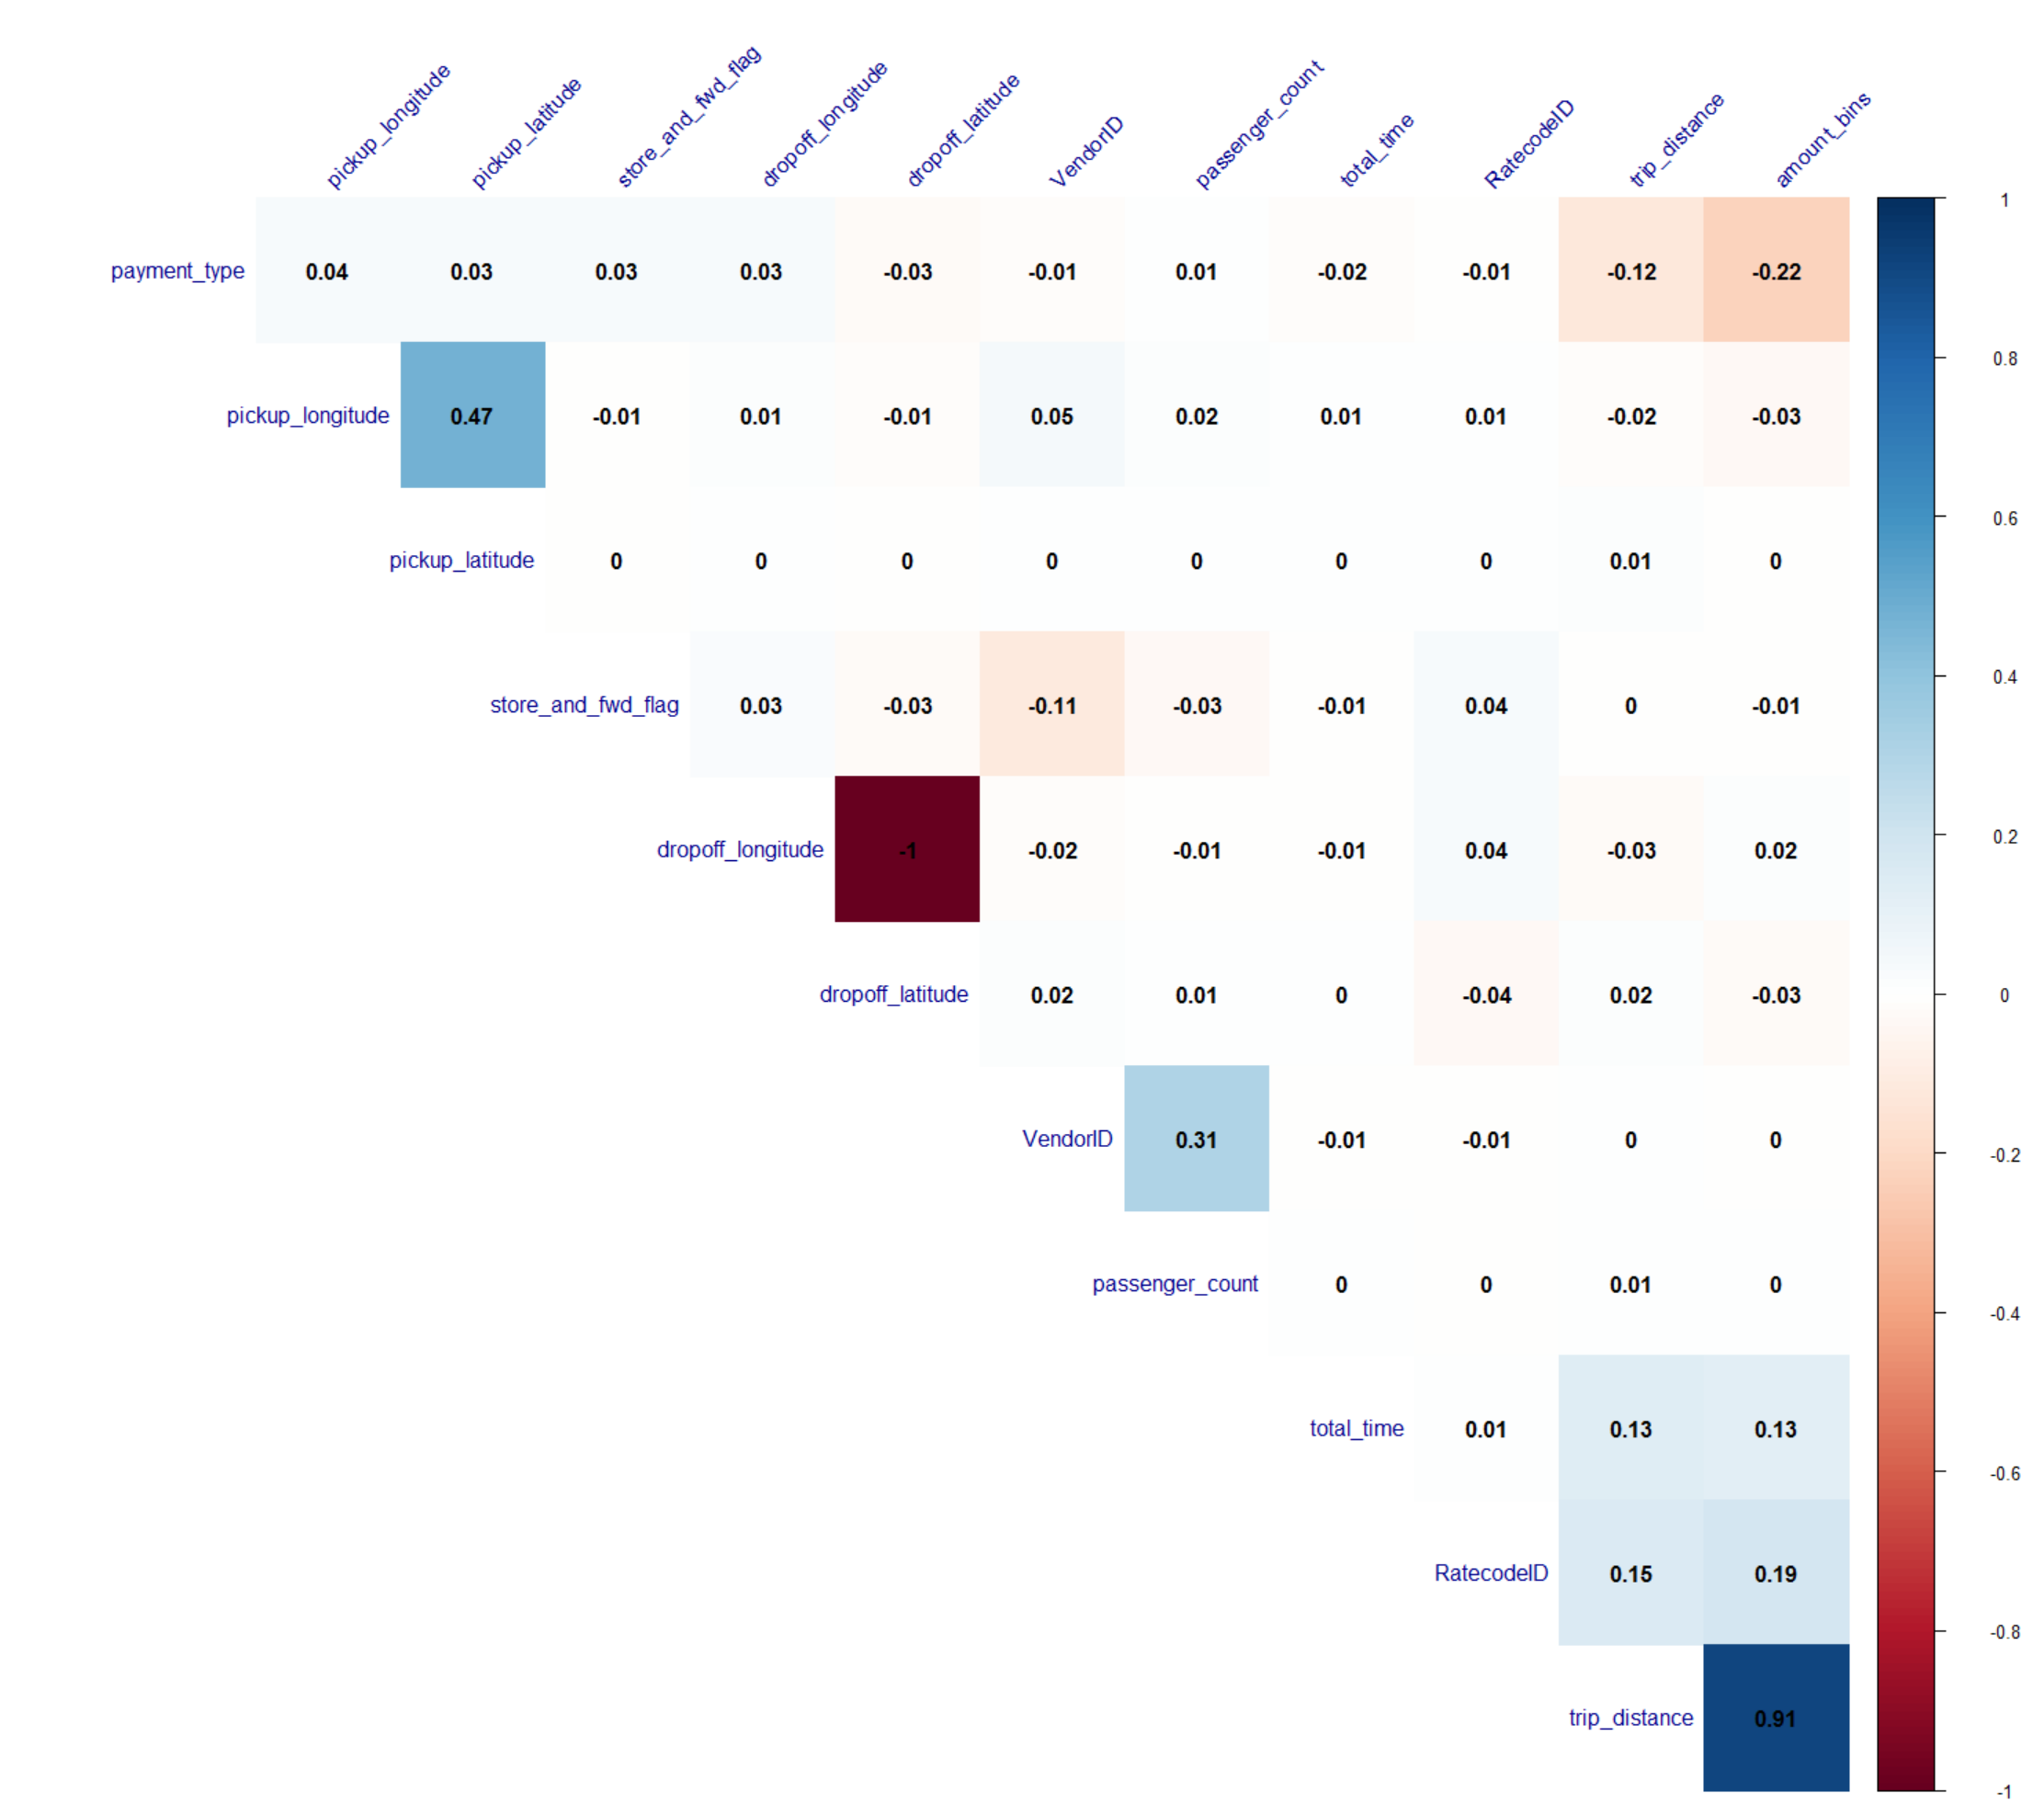 pickup_longitude pickup_latitude store_and_fwd_flag dropoff_longitude dropoff_latitude VendorID passenger_count total_time RatecodeID trip_distance amount_bins
payment_type 0.04 0.03 0.03 0.03 -0.03 -0.01 0.01 -0.02 -0.01 -0.12 -0.22
pickup_longitude 0.47 -0.01 0.01 -0.01 0.05 0.02 0.01 0.01 -0.02 -0.03
pickup_latitude 0 0 0 0 0 0 0 0.01 0
store_and_fwd_flag 0.03 -0.03 -0.11 -0.03 -0.01 0.04 0 -0.01
dropoff_longitude -1 -0.02 -0.01 -0.01 0.04 -0.03 0.02
dropoff_latitude 0.02 0.01 0 -0.04 0.02 -0.03
VendorID 0.31 -0.01 -0.01 0 0
passenger_count 0 0 0.01 0
total_time 0.01 0.13 0.13
RatecodeID 0.15 0.19
trip_distance 0.91
1
0.8
0.6
0.4
0.2
0
-0.2
-0.4
-0.6
-0.8
-1